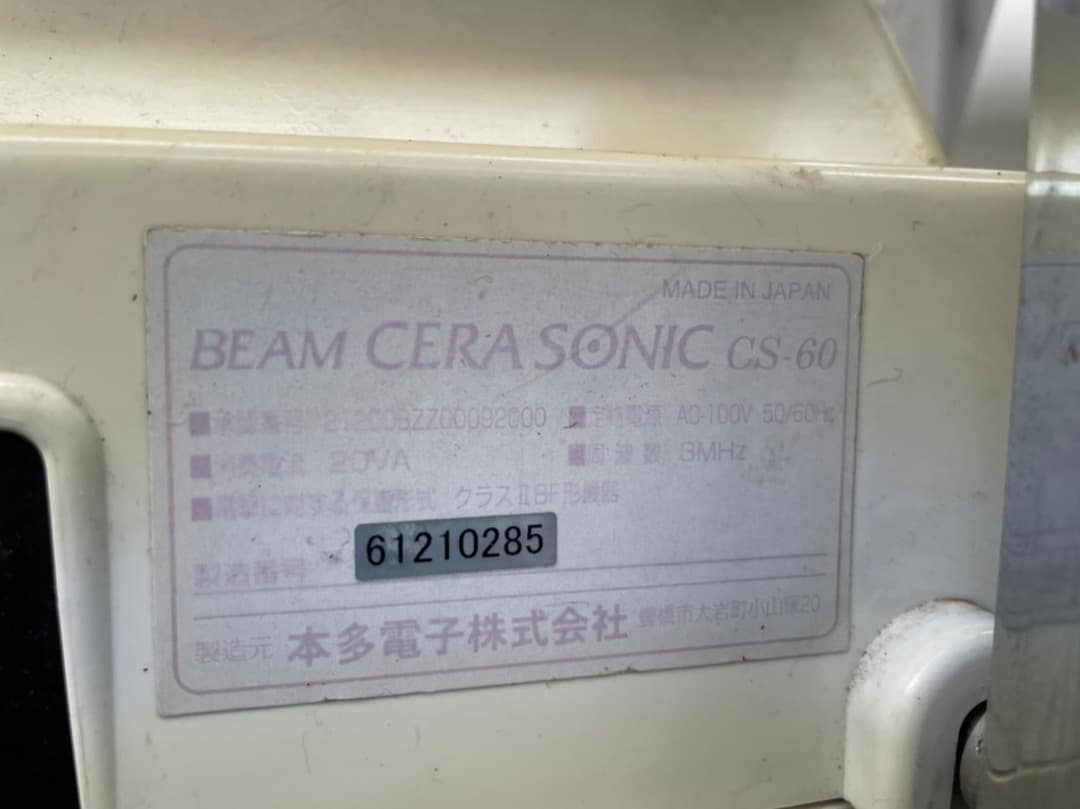 MADE IN JAPAN
BEAM CERA SONIC CS-60
■承認番号 21200BZZ00092000 ■定格電源 AC-100V 50/60Hz
■消費電流 20VA ■周波数 3MHz
■電撃に対する保護形式 クラスⅡBF形機器
製造番号 61210285
製造元 本多電子株式会社 豊橋市大岩町小山塚20